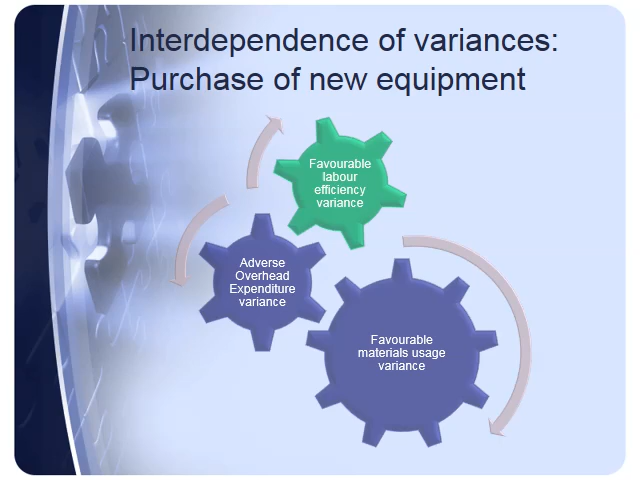 Interdependence of variances:
Purchase of new equipment
Favourable
labour
efficiency
variance
Adverse
Overhead
Expenditure
variance
Favourable
materials usage
variance